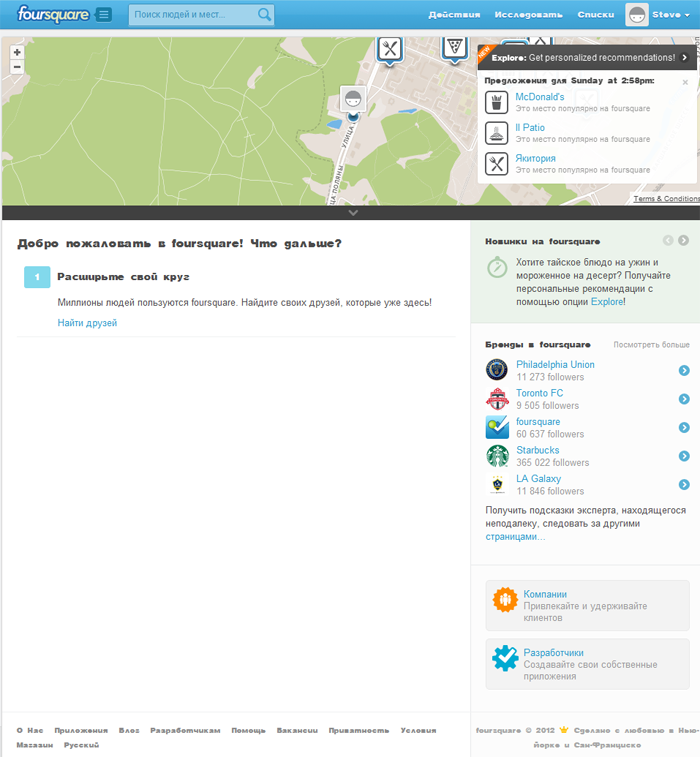 foursquare
Поиск людей и мест...
Действия Исследовать Списки Steve
+
−
NEW
Explore: Get personalized recommendations!
Предложения для Sunday at 2:58pm:
×
McDonald's
Это место популярно на foursquare
Il Patio
Это место популярно на foursquare
Якитория
Это место популярно на foursquare
УЛИЦА
ЦА ПОЛЯНЫ
Terms & Conditions
Добро пожаловать в foursquare! Что дальше?
1 Расширьте свой круг
Миллионы людей пользуются foursquare. Найдите своих друзей, которые уже здесь!
Найти друзей
Новинки на foursquare
Хотите тайское блюдо на ужин и
мороженное на десерт? Получайте
персональные рекомендации с
помощью опции Explore!
Бренды в foursquare Посмотреть больше
Philadelphia Union
11 273 followers
Toronto FC
9 505 followers
foursquare
60 637 followers
Starbucks
365 022 followers
LA Galaxy
11 846 followers
Получить подсказки эксперта, находящегося
неподалеку, следовать за другими
страницами…
Компании
Привлекайте и удерживайте
клиентов
Разработчики
Создавайте свои собственные
приложения
О Нас Приложения Блог Разработчикам Помощь Вакансии Приватность Условия
Магазин Русский
foursquare © 2012 Сделано с любовью в Нью-
Йорке и Сан-Франциско